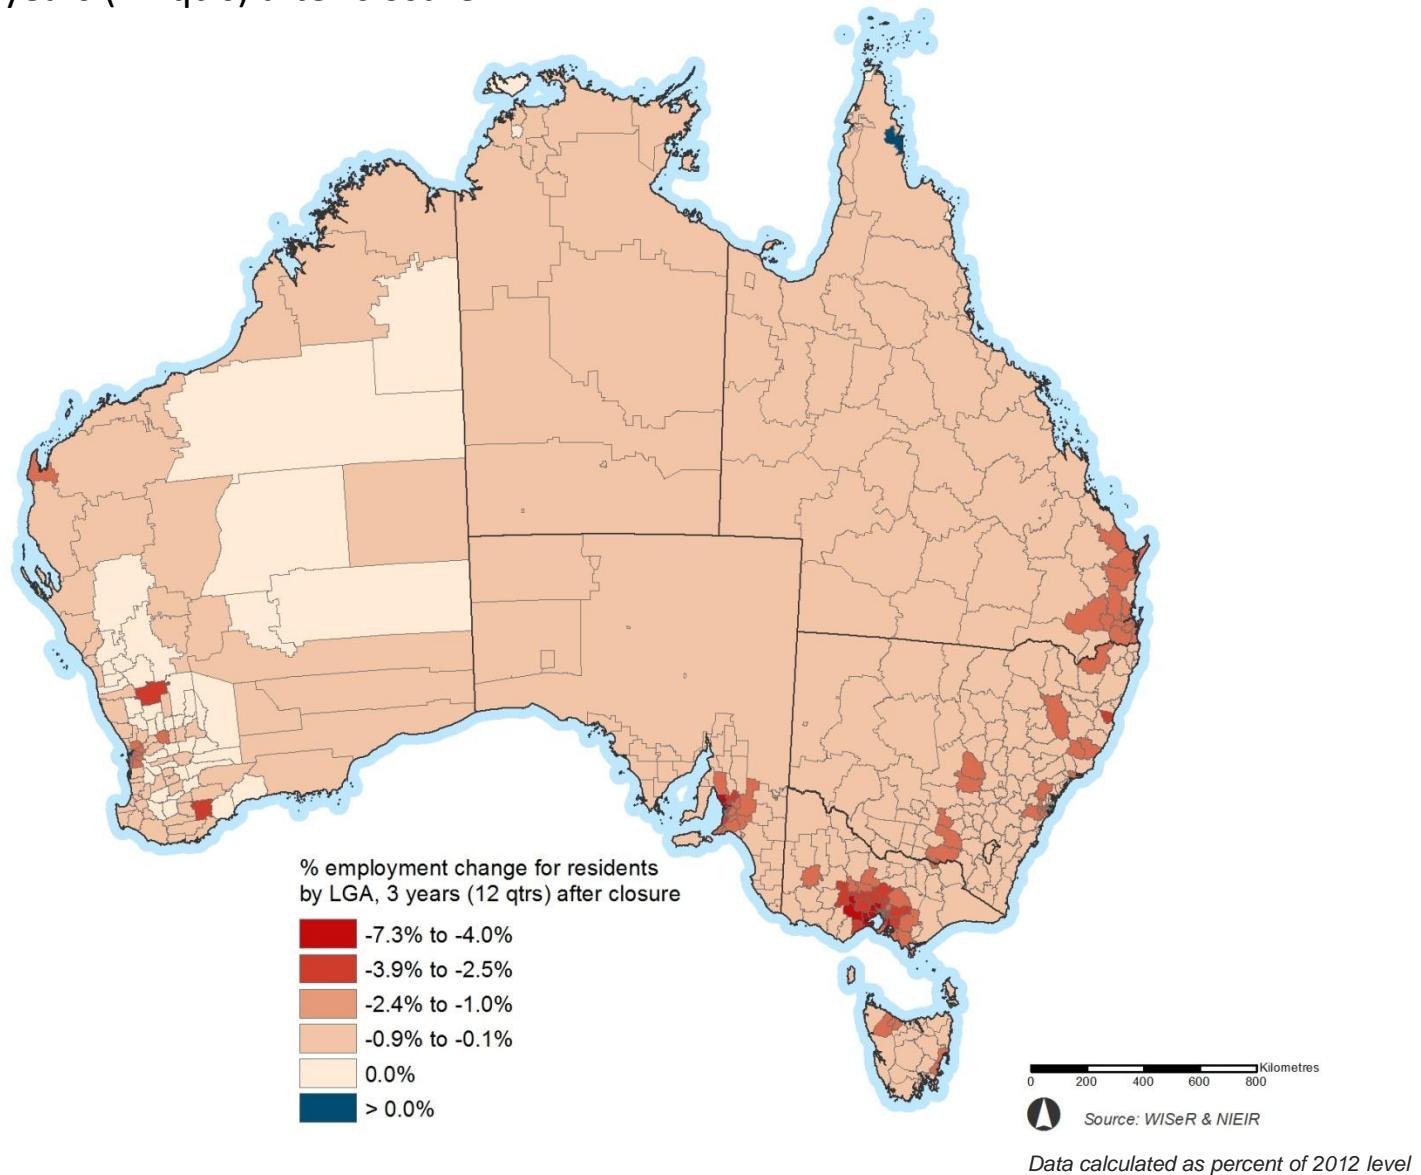 % employment change for residents
by LGA, 3 years (12 qtrs) after closure
-7.3% to -4.0%
-3.9% to -2.5%
-2.4% to -1.0%
-0.9% to -0.1%
0.0%
> 0.0%
Kilometres
0 200 400 600 800
Source: WISeR & NIEIR
Data calculated as percent of 2012 level